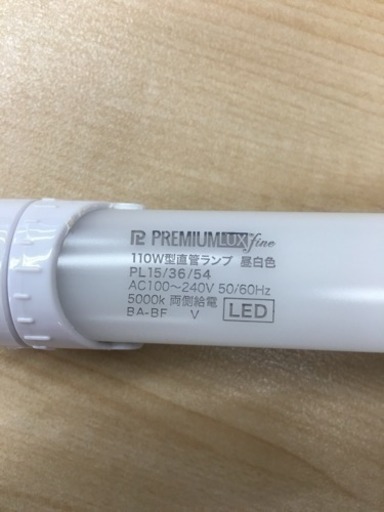 PREMIUMLUXfine
110W型直管ランプ 昼白色
PL15/36/54
AC100～240V 50/60Hz
5000k 両側給電
BA-BF V LED